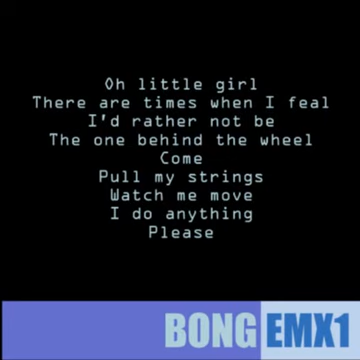 Oh little girl
There are times when I feal
I'd rather not be
The one behind the wheel
Come
Pull my strings
Watch me move
I do anything
Please
BONG EMX1